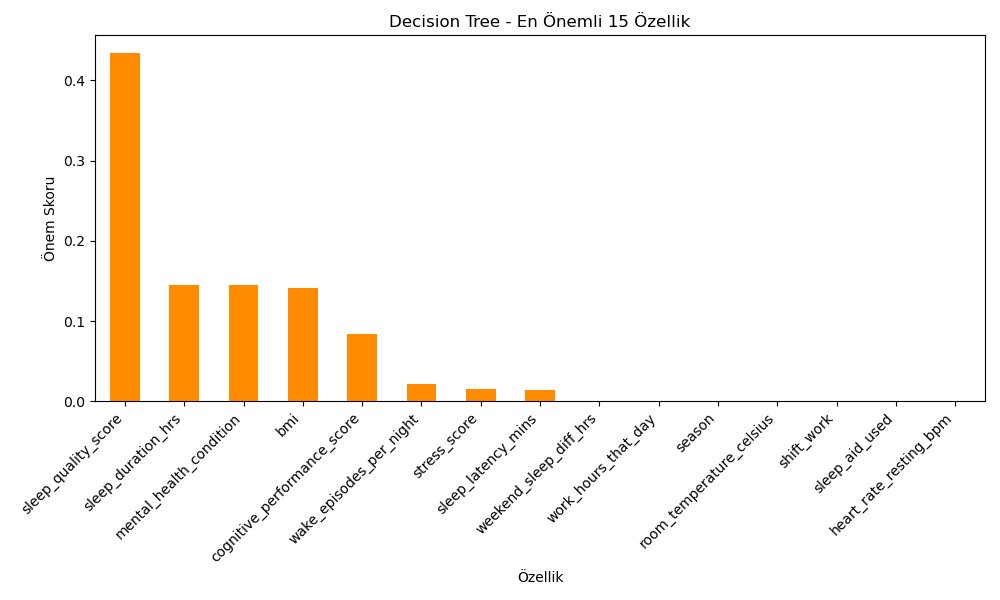 Decision Tree - En Önemli 15 Özellik
Önem Skoru
0.4
0.3
0.2
0.1
0.0
sleep_quality_score
sleep_duration_hrs
mental_health_condition
bmi
cognitive_performance_score
wake_episodes_per_night
stress_score
sleep_latency_mins
weekend_sleep_diff_hrs
work_hours_that_day
season
room_temperature_celsius
shift_work
sleep_aid_used
heart_rate_resting_bpm
Özellik